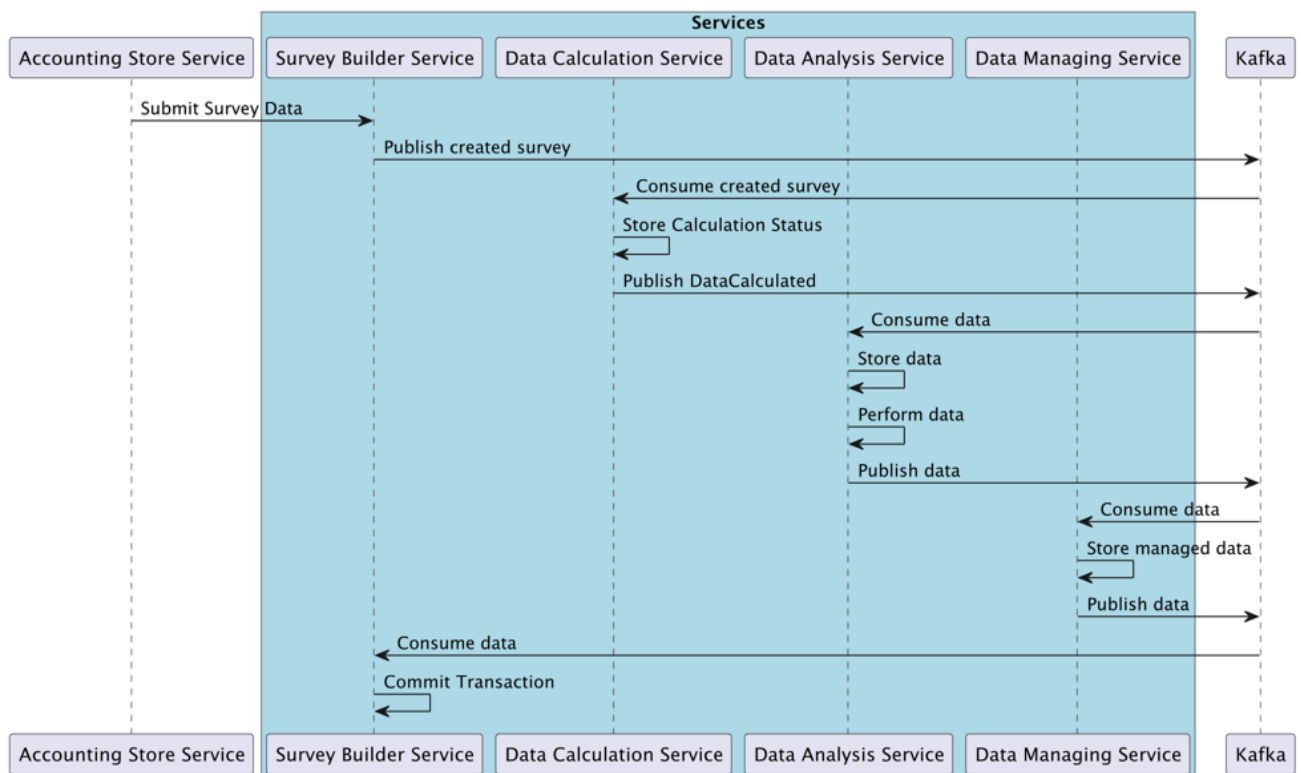 Services
Accounting Store Service
Survey Builder Service
Data Calculation Service
Data Analysis Service
Data Managing Service
Kafka
Submit Survey Data
Publish created survey
Consume created survey
Store Calculation Status
Publish DataCalculated
Consume data
Store data
Perform data
Publish data
Consume data
Store managed data
Publish data
Consume data
Commit Transaction
Accounting Store Service
Survey Builder Service
Data Calculation Service
Data Analysis Service
Data Managing Service
Kafka